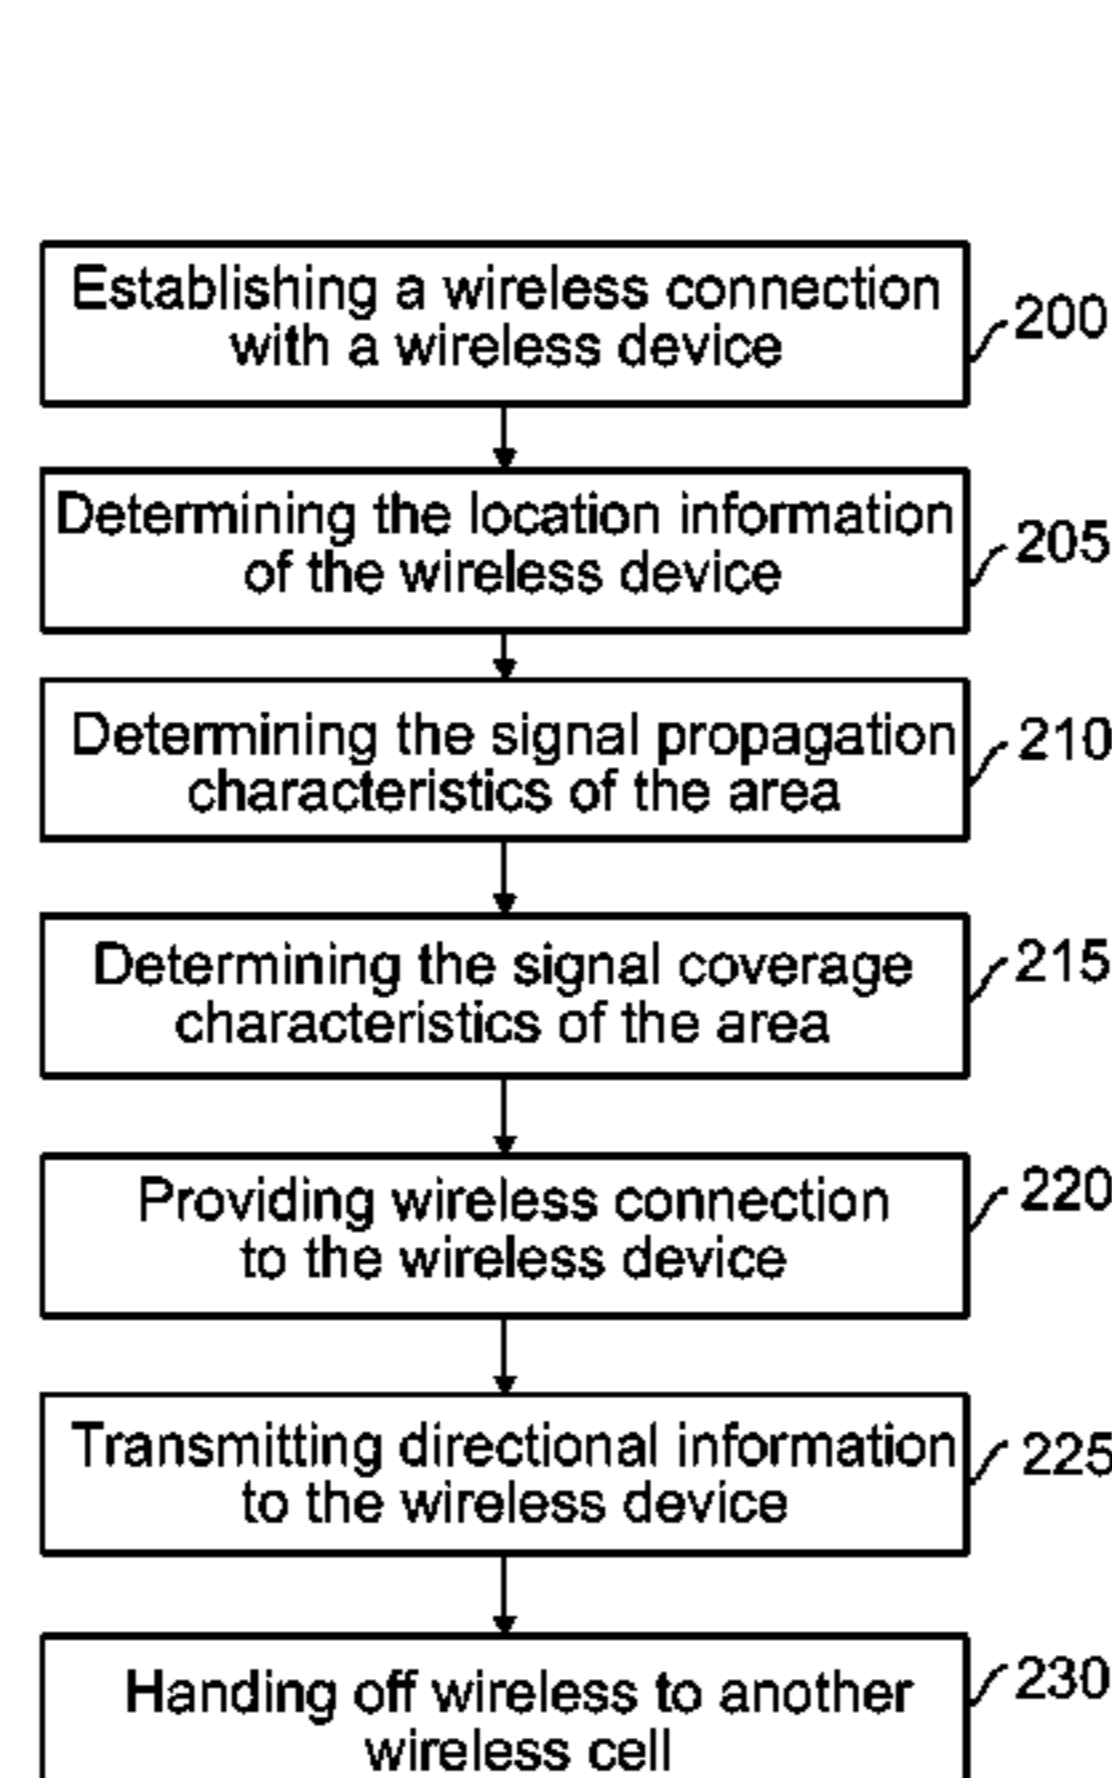 Establishing a wireless connection
with a wireless device
200
Determining the location information
of the wireless device
205
Determining the signal propagation
characteristics of the area
210
Determining the signal coverage
characteristics of the area
215
Providing wireless connection
to the wireless device
220
Transmitting directional information
to the wireless device
225
Handing off wireless to another
wireless cell
230